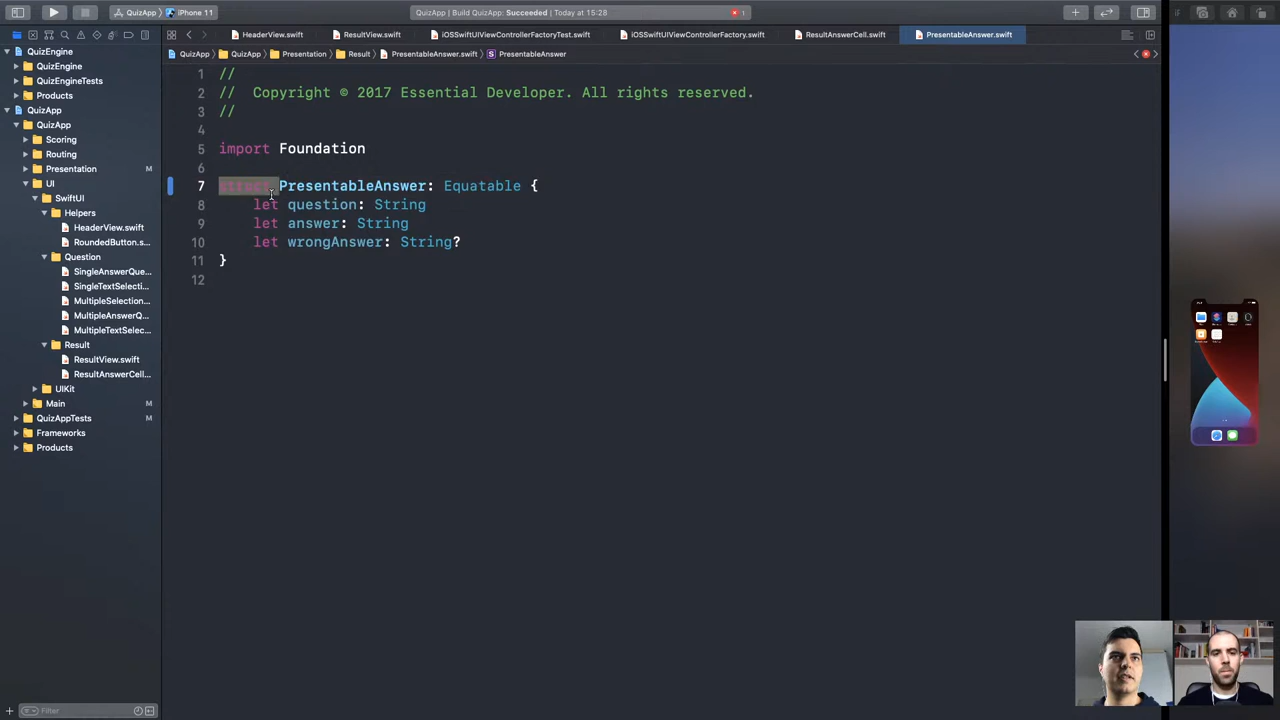 QuizApp
iPhone 11
QuizApp | Build QuizApp: Succeeded | Today at 15:28
1
HeaderView.swift
ResultView.swift
iOSSwiftUIViewControllerFactoryTest.swift
iOSSwiftUIViewControllerFactory.swift
ResultAnswerCell.swift
PresentableAnswer.swift
QuizApp
QuizApp
Presentation
Result
PresentableAnswer.swift
PresentableAnswer
QuizEngine
QuizEngine
QuizEngineTests
Products
QuizApp
QuizApp
Scoring
Routing
Presentation M
UI
SwiftUI
Helpers
HeaderView.swift
RoundedButton.s...
Question
SingleAnswerQue...
SingleTextSelecti...
MultipleSelection...
MultipleAnswerQ...
MultipleTextSelec...
Result
ResultView.swift
ResultAnswerCell...
UIKit
Main M
QuizAppTests M
Frameworks
Products
Filter
1 //
2 // Copyright © 2017 Essential Developer. All rights reserved.
3 //
4
5 import Foundation
6
7 struct PresentableAnswer: Equatable {
8 let question: String
9 let answer: String
10 let wrongAnswer: String?
11 }
12